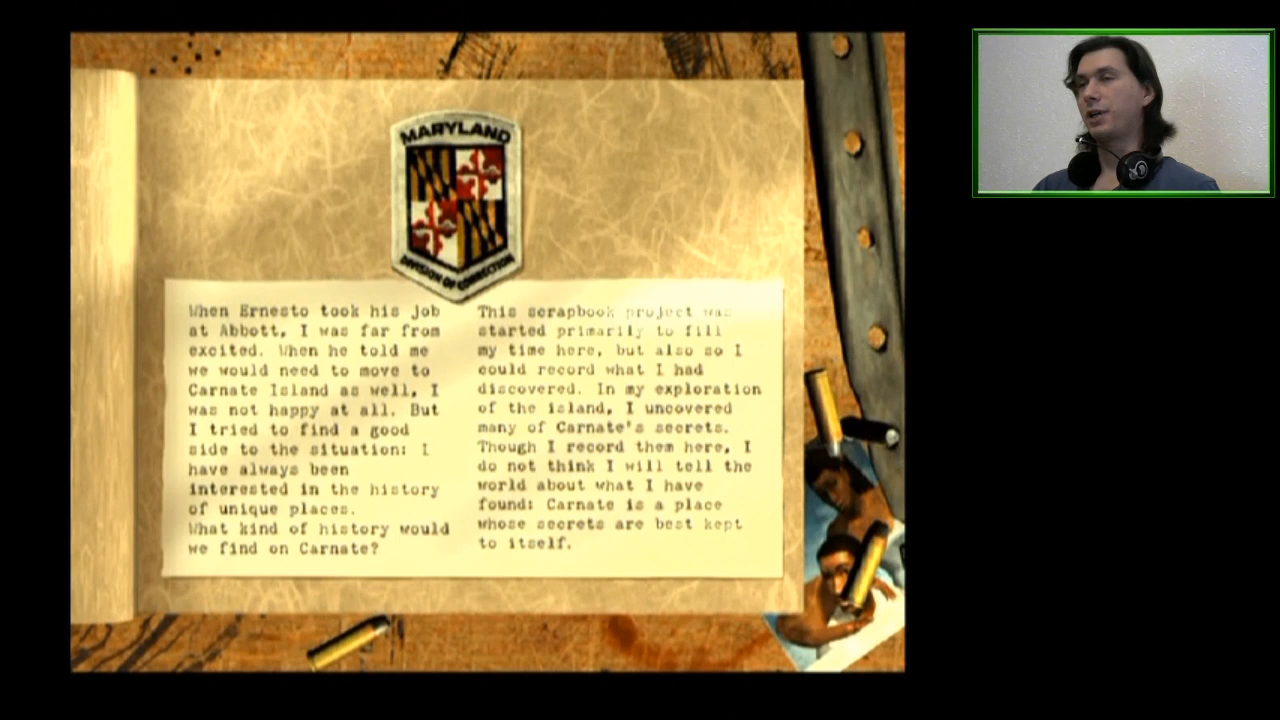 MARYLAND
DIVISION OF CORRECTION
When Ernesto took his job
at Abbott, I was far from
excited. When he told me
we would need to move to
Carnate Island as well, I
was not happy at all. But
I tried to find a good
side to the situation: I
have always been
interested in the history
of unique places.
What kind of history would
we find on Carnate?
This scrapbook project was
started primarily to fill
my time here, but also so I
could record what I had
discovered. In my exploration
of the island, I uncovered
many of Carnate's secrets.
Though I record them here, I
do not think I will tell the
world about what I have
found: Carnate is a place
whose secrets are best kept
to itself.